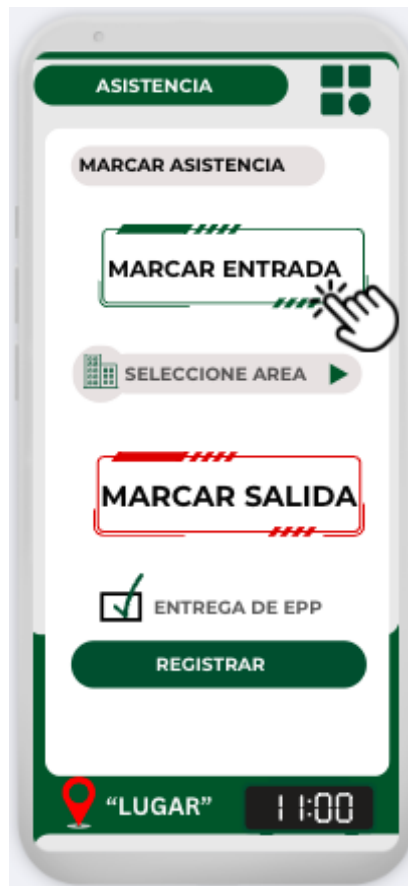 ASISTENCIA
MARCAR ASISTENCIA
MARCAR ENTRADA
SELECCIONE AREA
MARCAR SALIDA
ENTREGA DE EPP
REGISTRAR
“LUGAR”
11:00